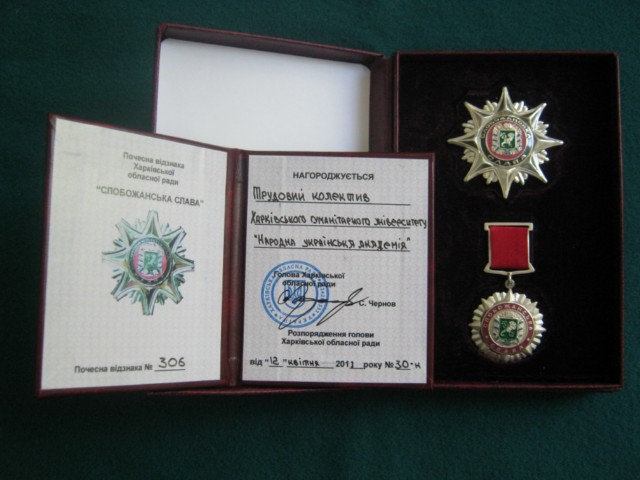 Почесна відзнака
Харківської
обласної ради
"СЛОБОЖАНСЬКА СЛАВА"
Почесна відзнака № 306
НАГОРОДЖУЄТЬСЯ
Трудовий колектив
Харківського гуманітарного університету
"Народна українська академія"
Голова Харківської
обласної ради
С. Чернов
Розпорядження голови
Харківської обласної ради
від "12" квітня 2011 року № 30-к